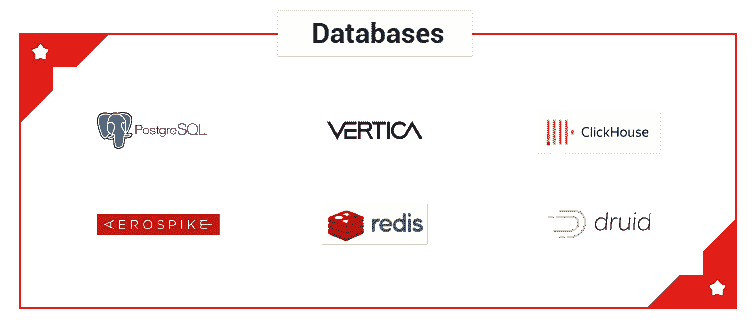 Databases
PostgreSQL
VERTICA
ClickHouse
AEROSPIKE
redis
druid